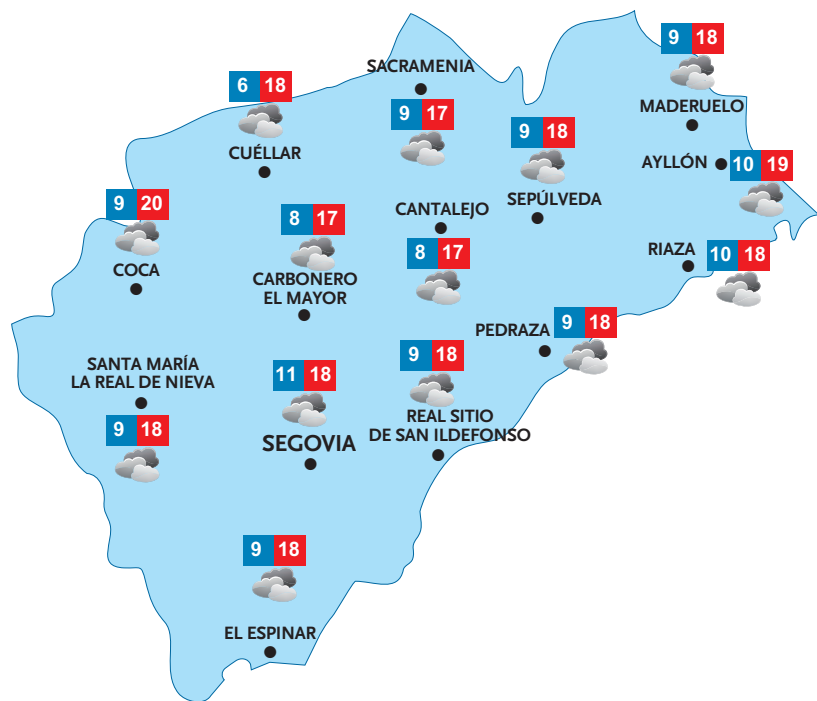 9 18
MADERUELO
SACRAMENIA
9 17
6 18
CUÉLLAR
9 18
SEPÚLVEDA
AYLLÓN
10 19
9 20
COCA
8 17
CARBONERO
EL MAYOR
CANTALEJO
8 17
RIAZA
10 18
PEDRAZA
9 18
SANTA MARÍA
LA REAL DE NIEVA
9 18
11 18
SEGOVIA
9 18
REAL SITIO
DE SAN ILDEFONSO
9 18
EL ESPINAR